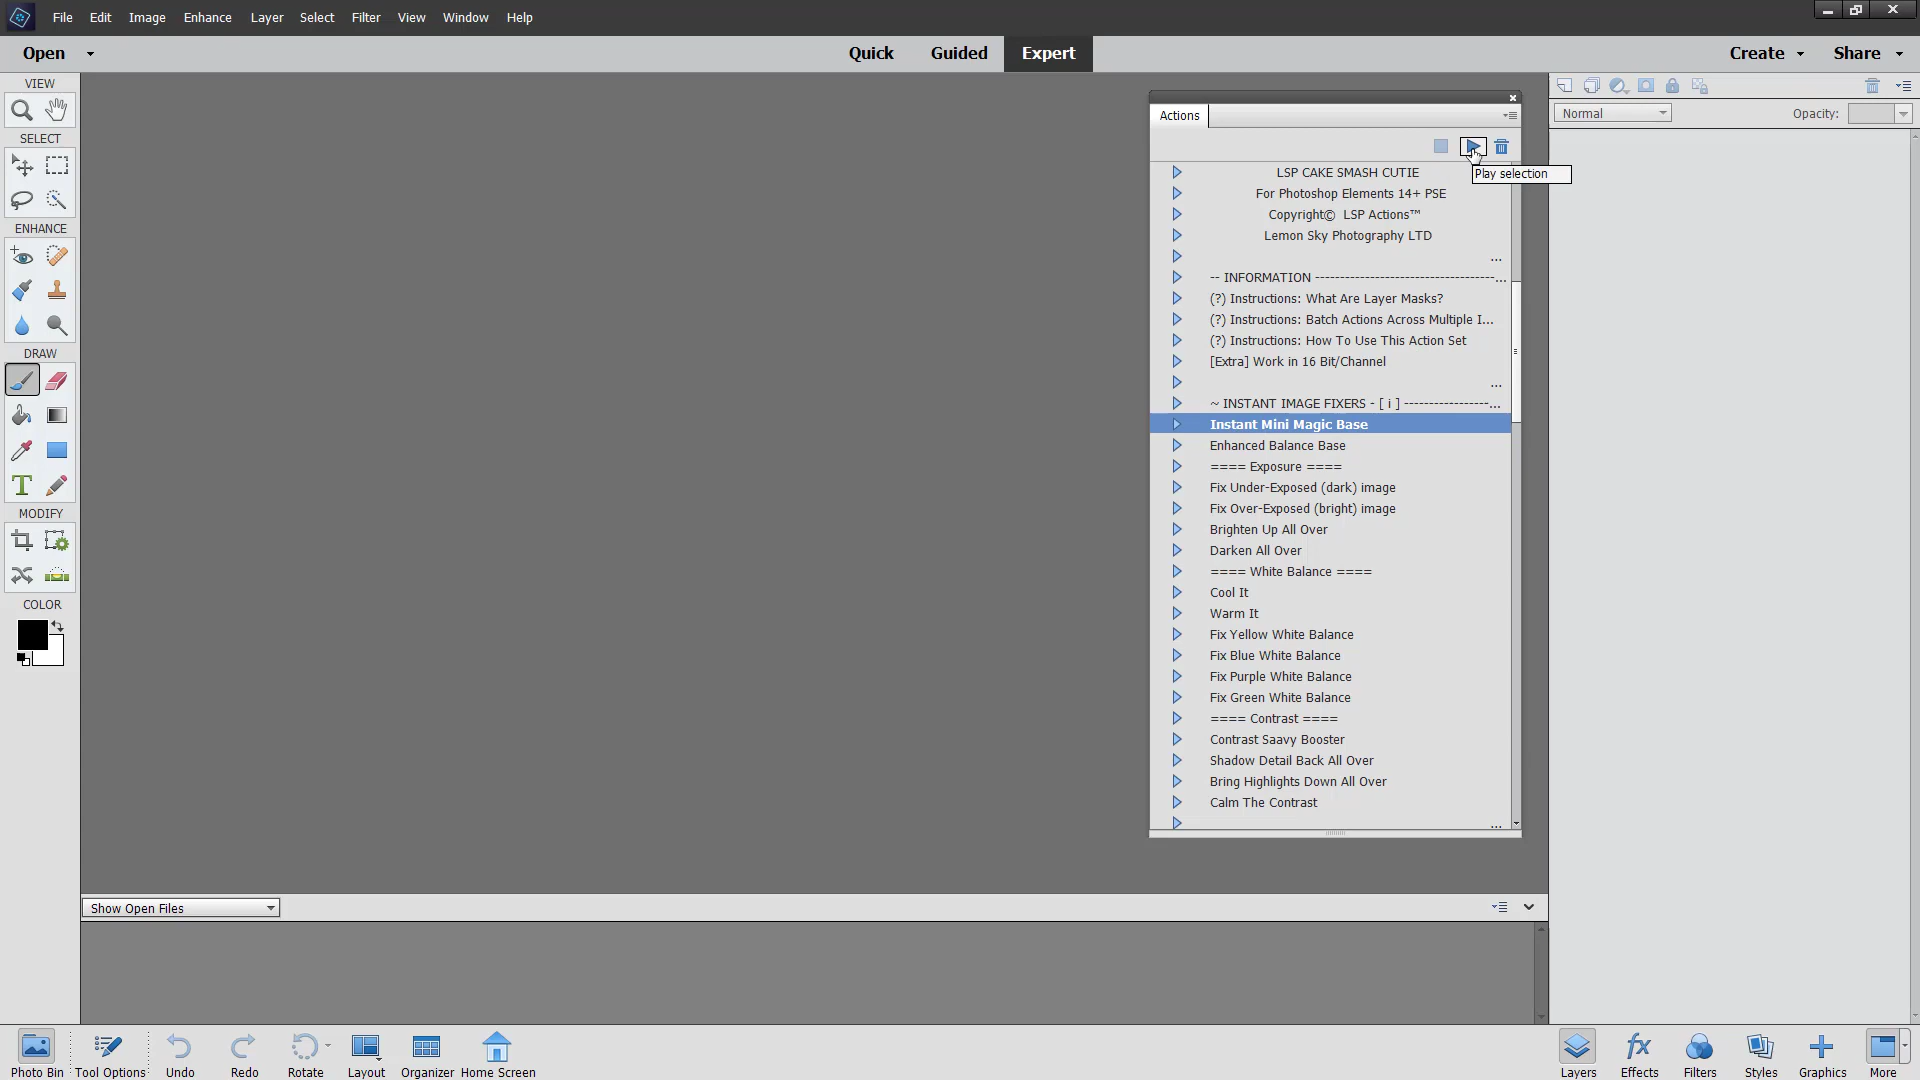 File Edit Image Enhance Layer Select Filter View Window Help
Open Quick Guided Expert Create Share
VIEW
SELECT
ENHANCE
DRAW
MODIFY
COLOR
Actions
Play selection
LSP CAKE SMASH CUTIE
For Photoshop Elements 14+ PSE
Copyright© LSP Actions™
Lemon Sky Photography LTD
...
-- INFORMATION ------------------------------------...
(?) Instructions: What Are Layer Masks?
(?) Instructions: Batch Actions Across Multiple I...
(?) Instructions: How To Use This Action Set
[Extra] Work in 16 Bit/Channel
...
~ INSTANT IMAGE FIXERS - [ i ] -----------------...
Instant Mini Magic Base
Enhanced Balance Base
==== Exposure ====
Fix Under-Exposed (dark) image
Fix Over-Exposed (bright) image
Brighten Up All Over
Darken All Over
==== White Balance ====
Cool It
Warm It
Fix Yellow White Balance
Fix Blue White Balance
Fix Purple White Balance
Fix Green White Balance
==== Contrast ====
Contrast Saavy Booster
Shadow Detail Back All Over
Bring Highlights Down All Over
Calm The Contrast
...
Normal Opacity:
Show Open Files
Photo Bin Tool Options Undo Redo Rotate Layout Organizer Home Screen Layers Effects Filters Styles Graphics More